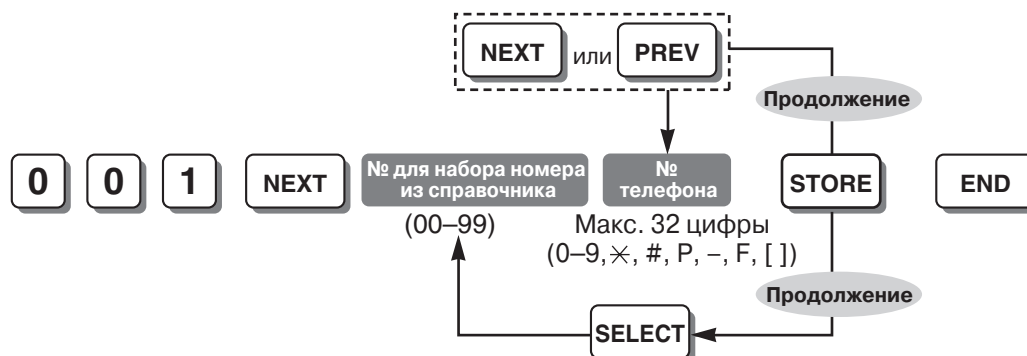 NEXT или PREV
Продолжение
0 0 1 NEXT № для набора номера из справочника № телефона STORE END
(00–99)
Макс. 32 цифры
(0–9, ✳, #, P, –, F, [ ])
Продолжение
SELECT